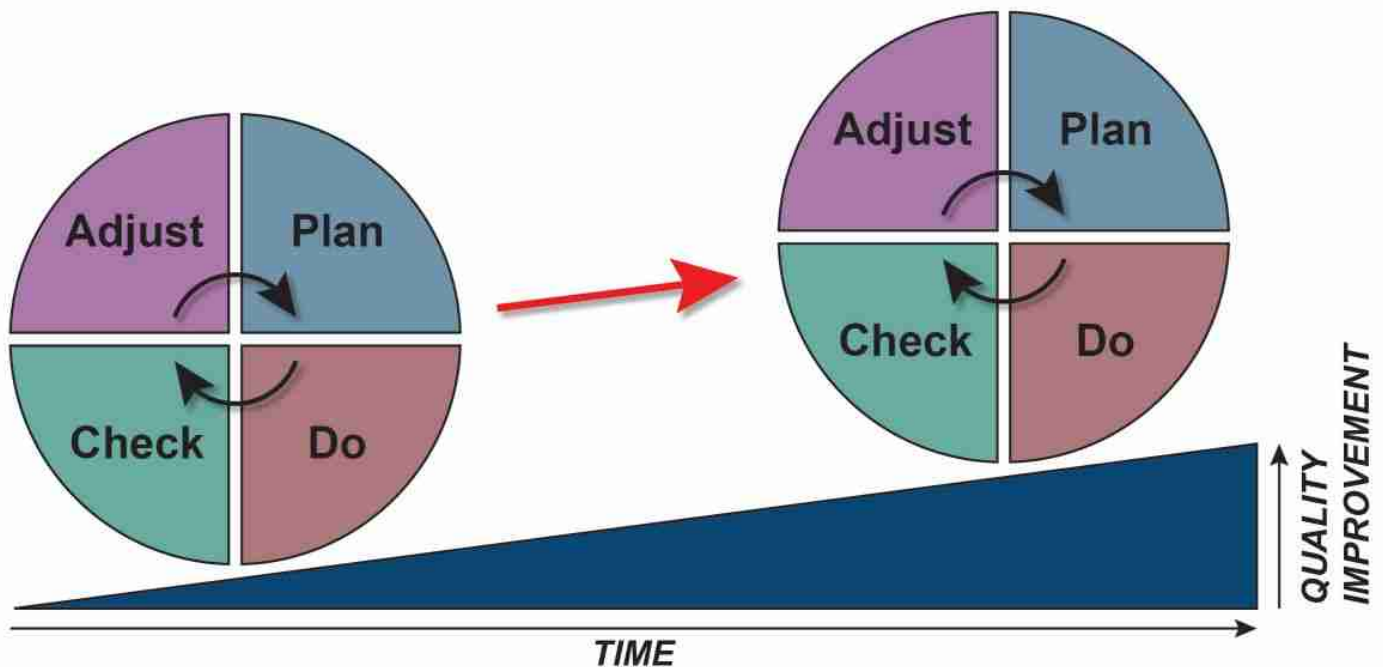 Adjust Plan
Check Do
Adjust Plan
Check Do
QUALITY
IMPROVEMENT
TIME